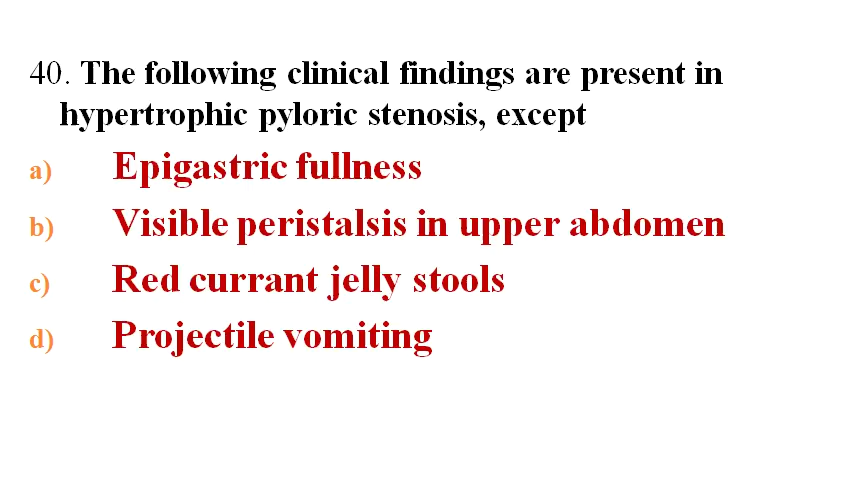 40. The following clinical findings are present in
hypertrophic pyloric stenosis, except
a) Epigastric fullness
b) Visible peristalsis in upper abdomen
c) Red currant jelly stools
d) Projectile vomiting